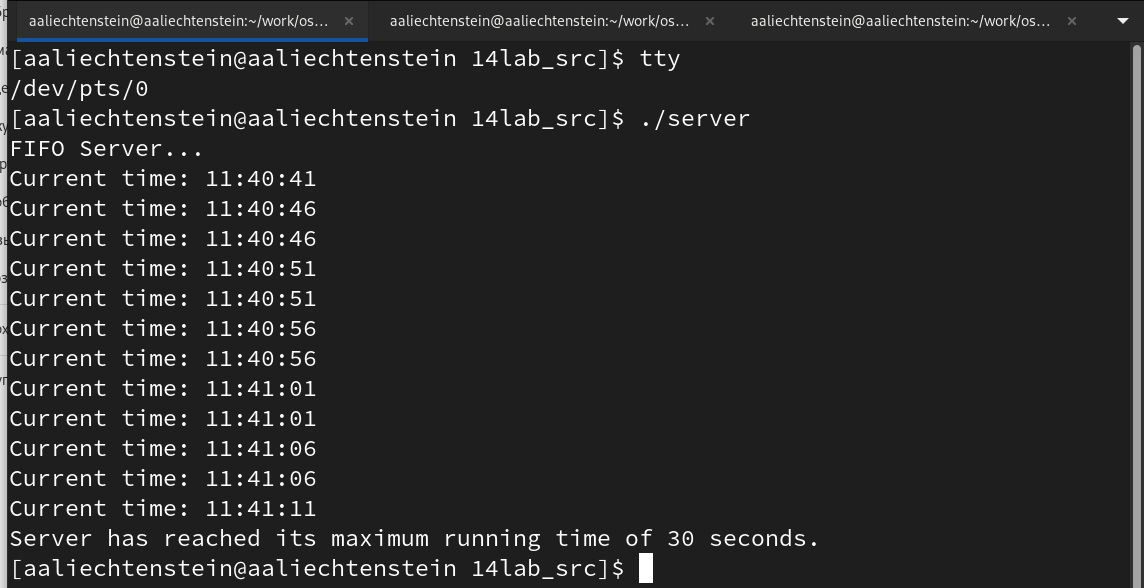 aaliechtenstein@aaliechtenstein:~/work/os... × aaliechtenstein@aaliechtenstein:~/work/os... × aaliechtenstein@aaliechtenstein:~/work/os... ×
[aaliechtenstein@aaliechtenstein 14lab_src]$ tty
/dev/pts/0
[aaliechtenstein@aaliechtenstein 14lab_src]$ ./server
FIFO Server...
Current time: 11:40:41
Current time: 11:40:46
Current time: 11:40:46
Current time: 11:40:51
Current time: 11:40:51
Current time: 11:40:56
Current time: 11:40:56
Current time: 11:41:01
Current time: 11:41:01
Current time: 11:41:06
Current time: 11:41:06
Current time: 11:41:11
Server has reached its maximum running time of 30 seconds.
[aaliechtenstein@aaliechtenstein 14lab_src]$